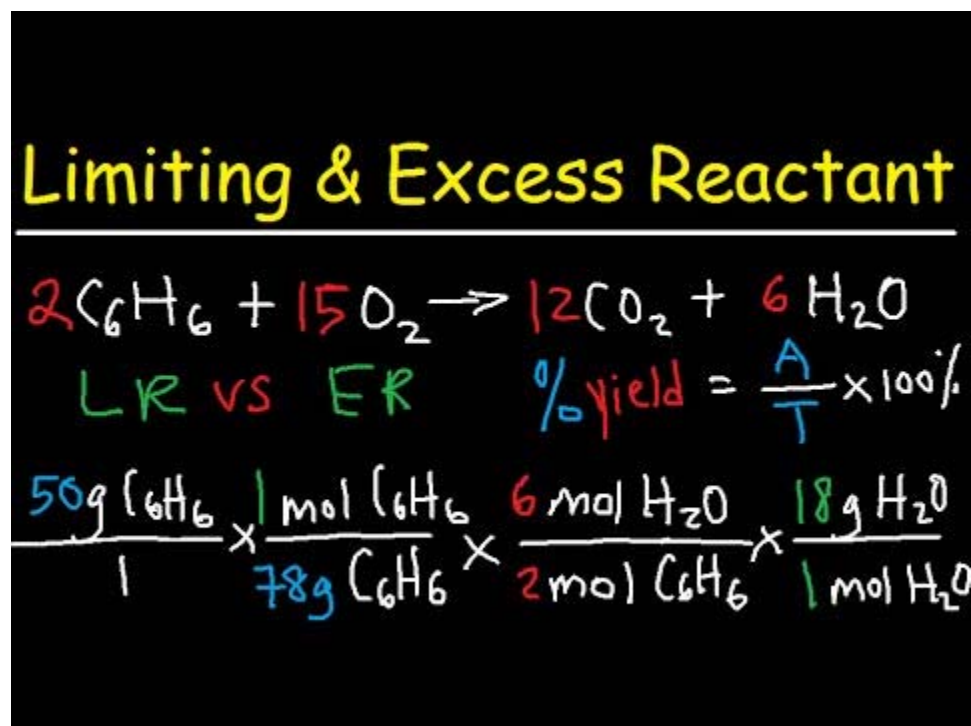 Limiting & Excess Reactant
2C₆H₆ + 15O₂ → 12CO₂ + 6H₂O
LR vs ER % yield = A/T × 100%
50g C₆H₆/1 × 1 mol C₆H₆/78g C₆H₆ × 6 mol H₂O/2 mol C₆H₆ × 18g H₂O/1 mol H₂O